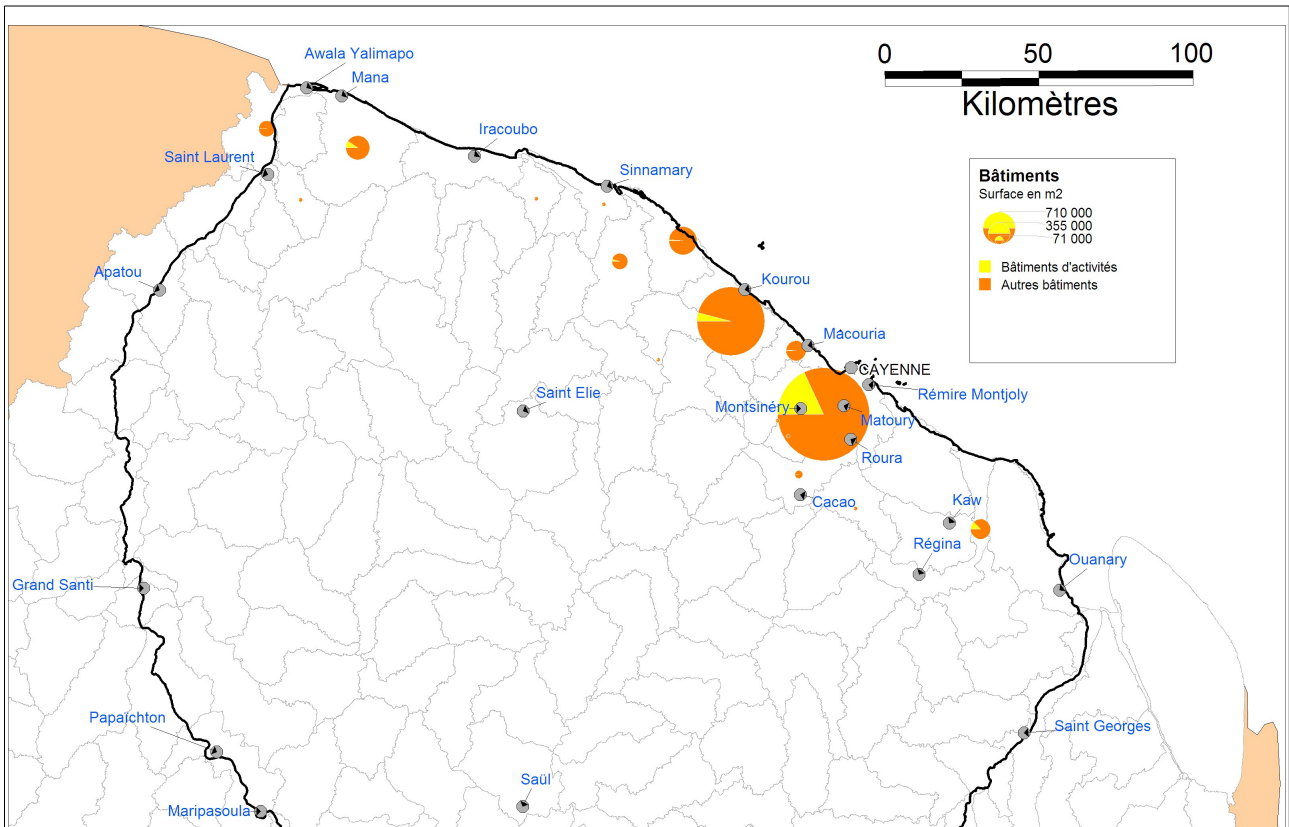 0 50 100
Kilomètres
Awala Yalimapo
Mana
Iracoubo
Saint Laurent
Sinnamary
Bâtiments
Surface en m2
710 000
355 000
71 000
Bâtiments d'activités
Autres bâtiments
Apatou
Kourou
Macouria
CAYENNE
Rémire Montjoly
Saint Elie
Montsinéry
Matoury
Roura
Cacao
Kaw
Régina
Ouanary
Grand Santi
Papaïchton
Saint Georges
Saül
Maripasoula